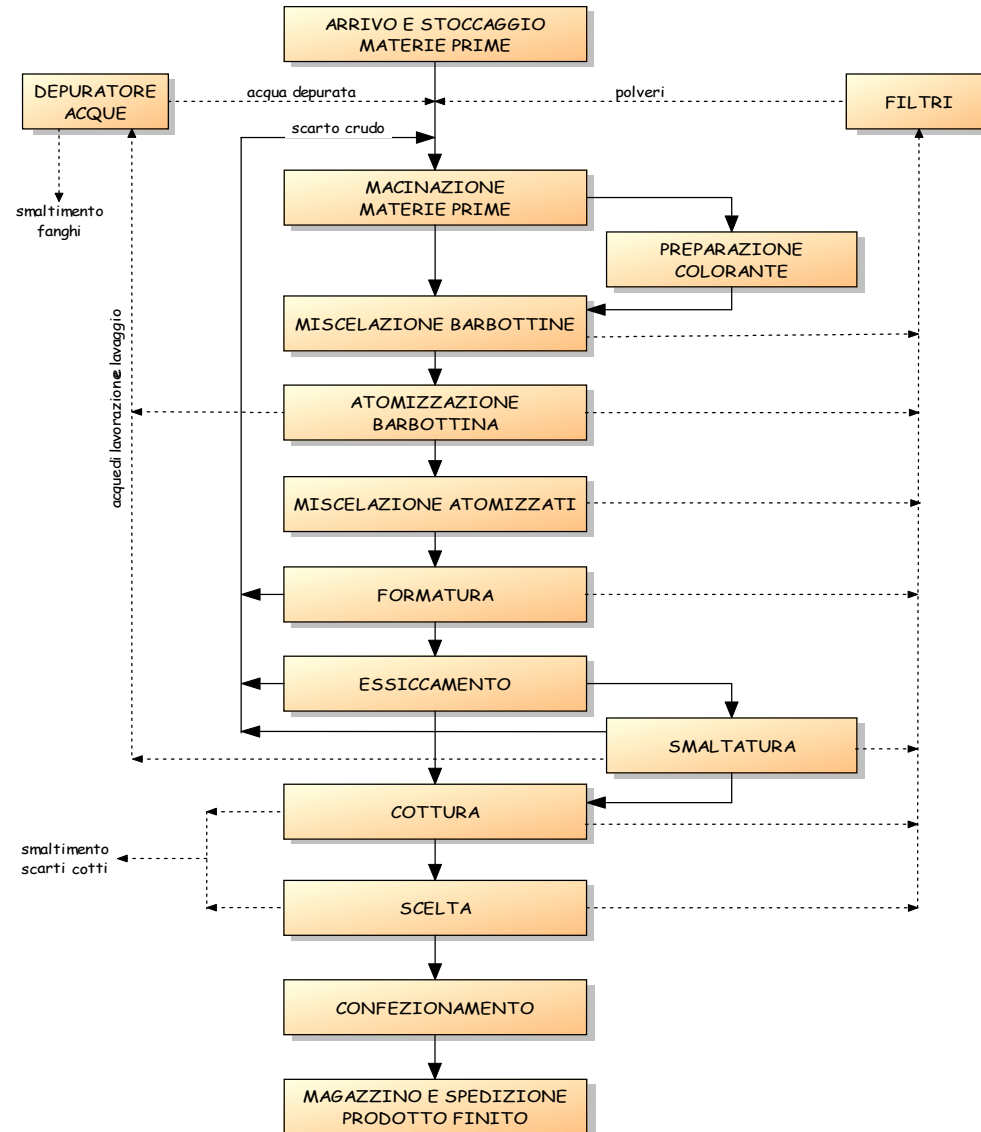 ARRIVO E STOCCAGGIO
MATERIE PRIME
DEPURATORE
ACQUE
acqua depurata
polveri
FILTRI
scarto crudo
smaltimento
fanghi
MACINAZIONE
MATERIE PRIME
PREPARAZIONE
COLORANTE
MISCELAZIONE BARBOTTINE
acquedi lavorazione lavaggio
ATOMIZZAZIONE
BARBOTTINA
MISCELAZIONE ATOMIZZATI
FORMATURA
ESSICCAMENTO
SMALTATURA
COTTURA
smaltimento
scarti cotti
SCELTA
CONFEZIONAMENTO
MAGAZZINO E SPEDIZIONE
PRODOTTO FINITO